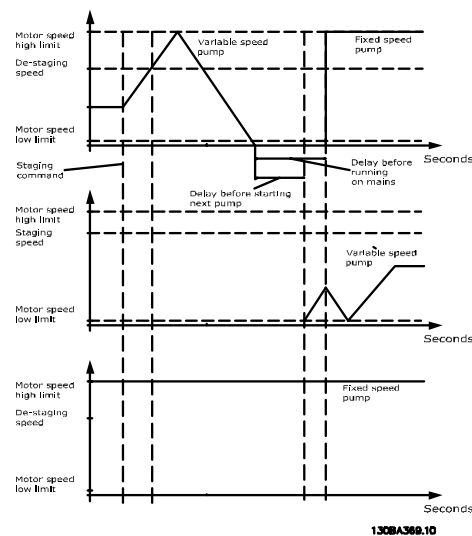 Motor speed
high limit
Variable speed
pump
Fixed speed
pump
De-staging
speed
Motor speed
low limit
Seconds
Staging
command
Delay before
running
on mains
Delay before starting
next pump
Motor speed
high limit
Staging
speed
Variable speed
pump
Motor speed
low limit
Seconds
Motor speed
high limit
Fixed speed
pump
De-staging
speed
Motor speed
low limit
Seconds
130BA369.10